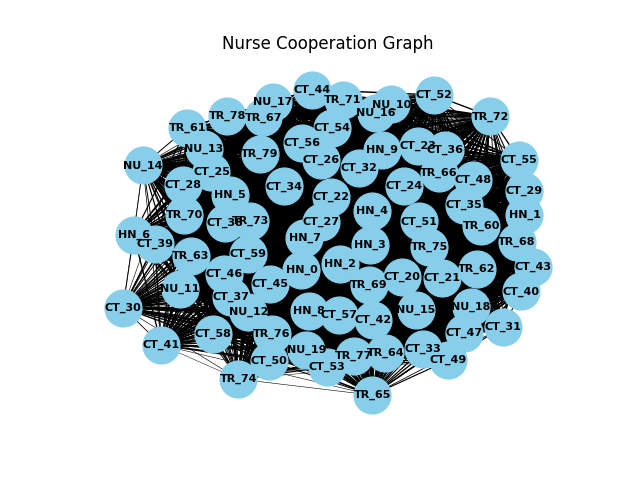 Nurse Cooperation Graph
CT_44
CT_52
TR_71
NU_17
NU_10
NU_16
TR_78
TR_67
TR_72
TR_61
CT_54
CT_56
CT_23
NU_13
HN_9
CT_36
TR_79
CT_26
CT_55
NU_14
CT_32
CT_25
TR_66
CT_48
CT_28
CT_34
CT_24
CT_29
HN_5
CT_22
CT_35
HN_4
TR_70
HN_1
TR_73
CT_27
CT_51
TR_60
HN_6
HN_7
TR_68
CT_39
HN_3
TR_75
CT_59
TR_63
HN_2
CT_43
HN_0
TR_62
CT_46
CT_20
CT_21
CT_45
TR_69
NU_11
CT_40
CT_37
CT_30
NU_18
NU_12
HN_8
NU_15
CT_57
CT_42
CT_31
CT_58
TR_76
CT_47
CT_41
CT_33
NU_19
TR_64
TR_77
CT_50
CT_49
CT_53
TR_74
TR_65